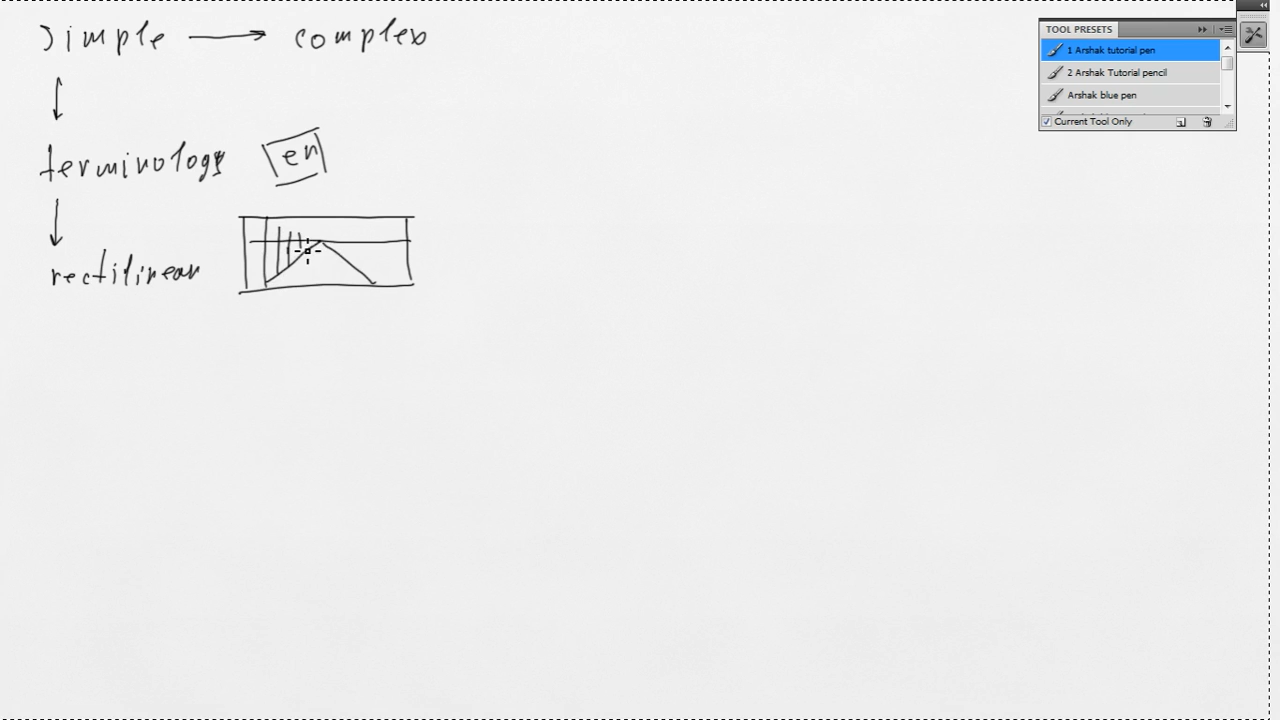 simple → complex
TOOL PRESETS
1 Arshak tutorial pen
2 Arshak Tutorial pencil
Arshak blue pen
Current Tool Only
terminology en
rectilinear